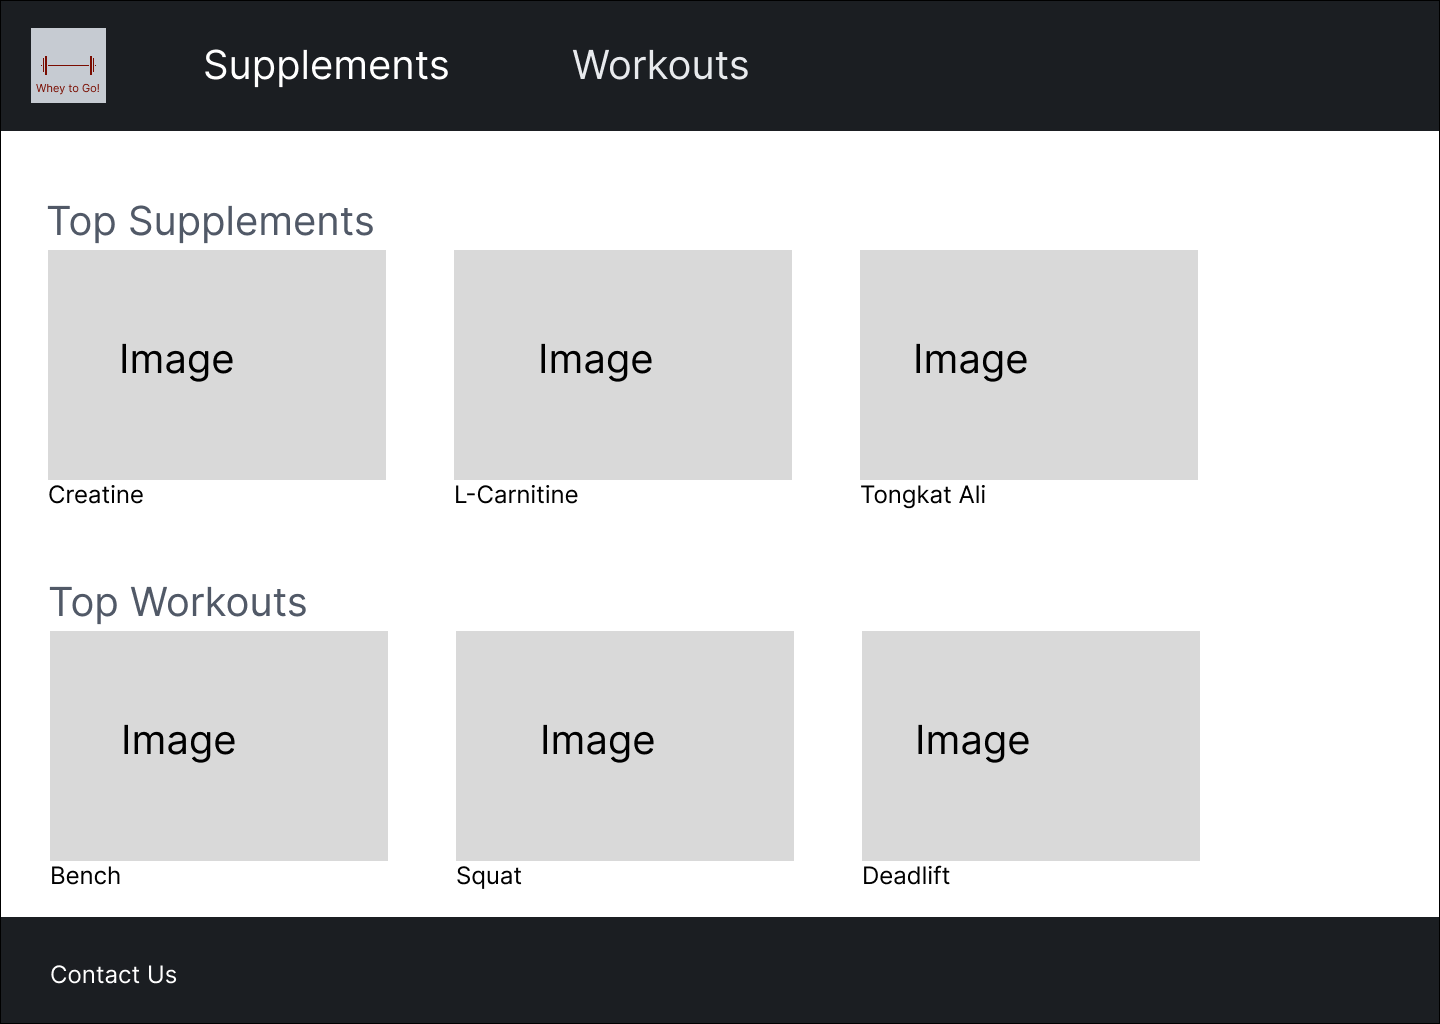 Whey to Go!
Supplements
Workouts
Top Supplements
Image
Image
Image
Creatine
L-Carnitine
Tongkat Ali
Top Workouts
Image
Image
Image
Bench
Squat
Deadlift
Contact Us